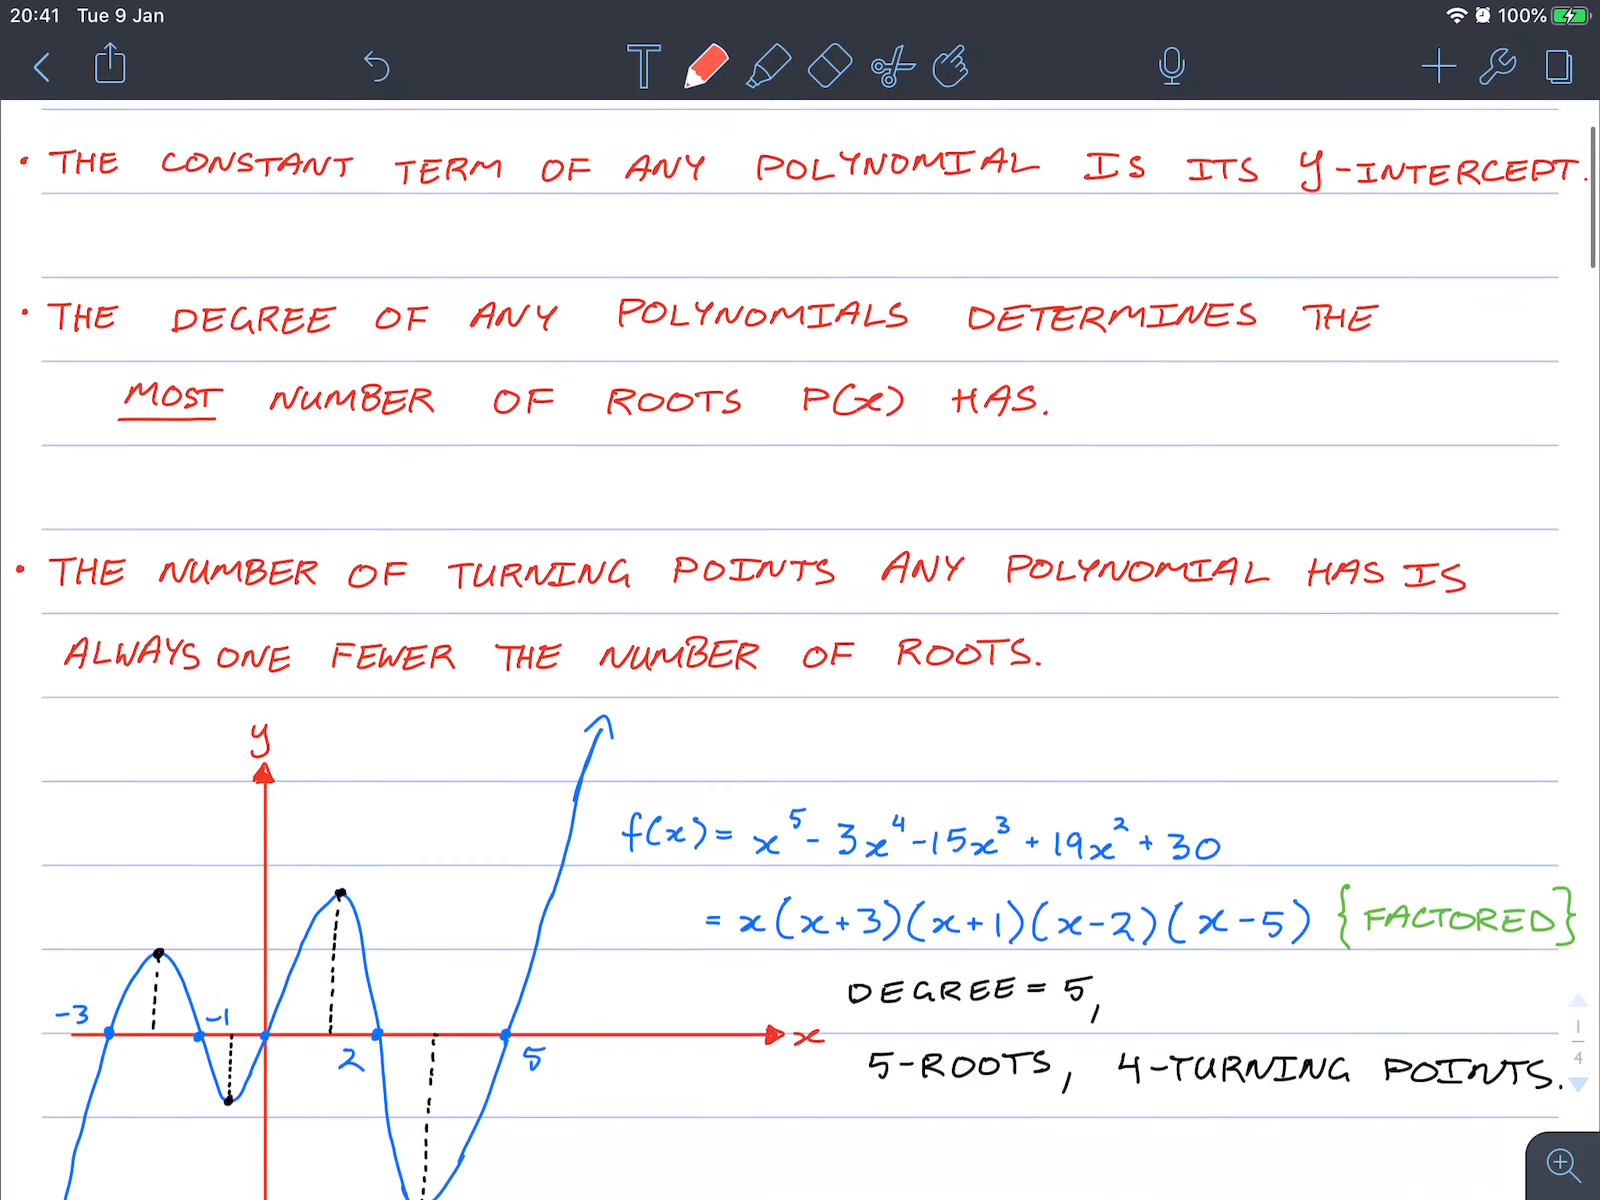 20:41 Tue 9 Jan 100%
T
• THE CONSTANT TERM OF ANY POLYNOMIAL IS ITS y-INTERCEPT.
• THE DEGREE OF ANY POLYNOMIALS DETERMINES THE
MOST NUMBER OF ROOTS P(x) HAS.
• THE NUMBER OF TURNING POINTS ANY POLYNOMIAL HAS IS
ALWAYS ONE FEWER THE NUMBER OF ROOTS.
y
f(x) = x⁵ - 3x⁴ - 15x³ + 19x² + 30
= x(x+3)(x+1)(x-2)(x-5) {FACTORED}
DEGREE = 5,
-3 -1 2 5 x
5-ROOTS, 4-TURNING POINTS.
1
4